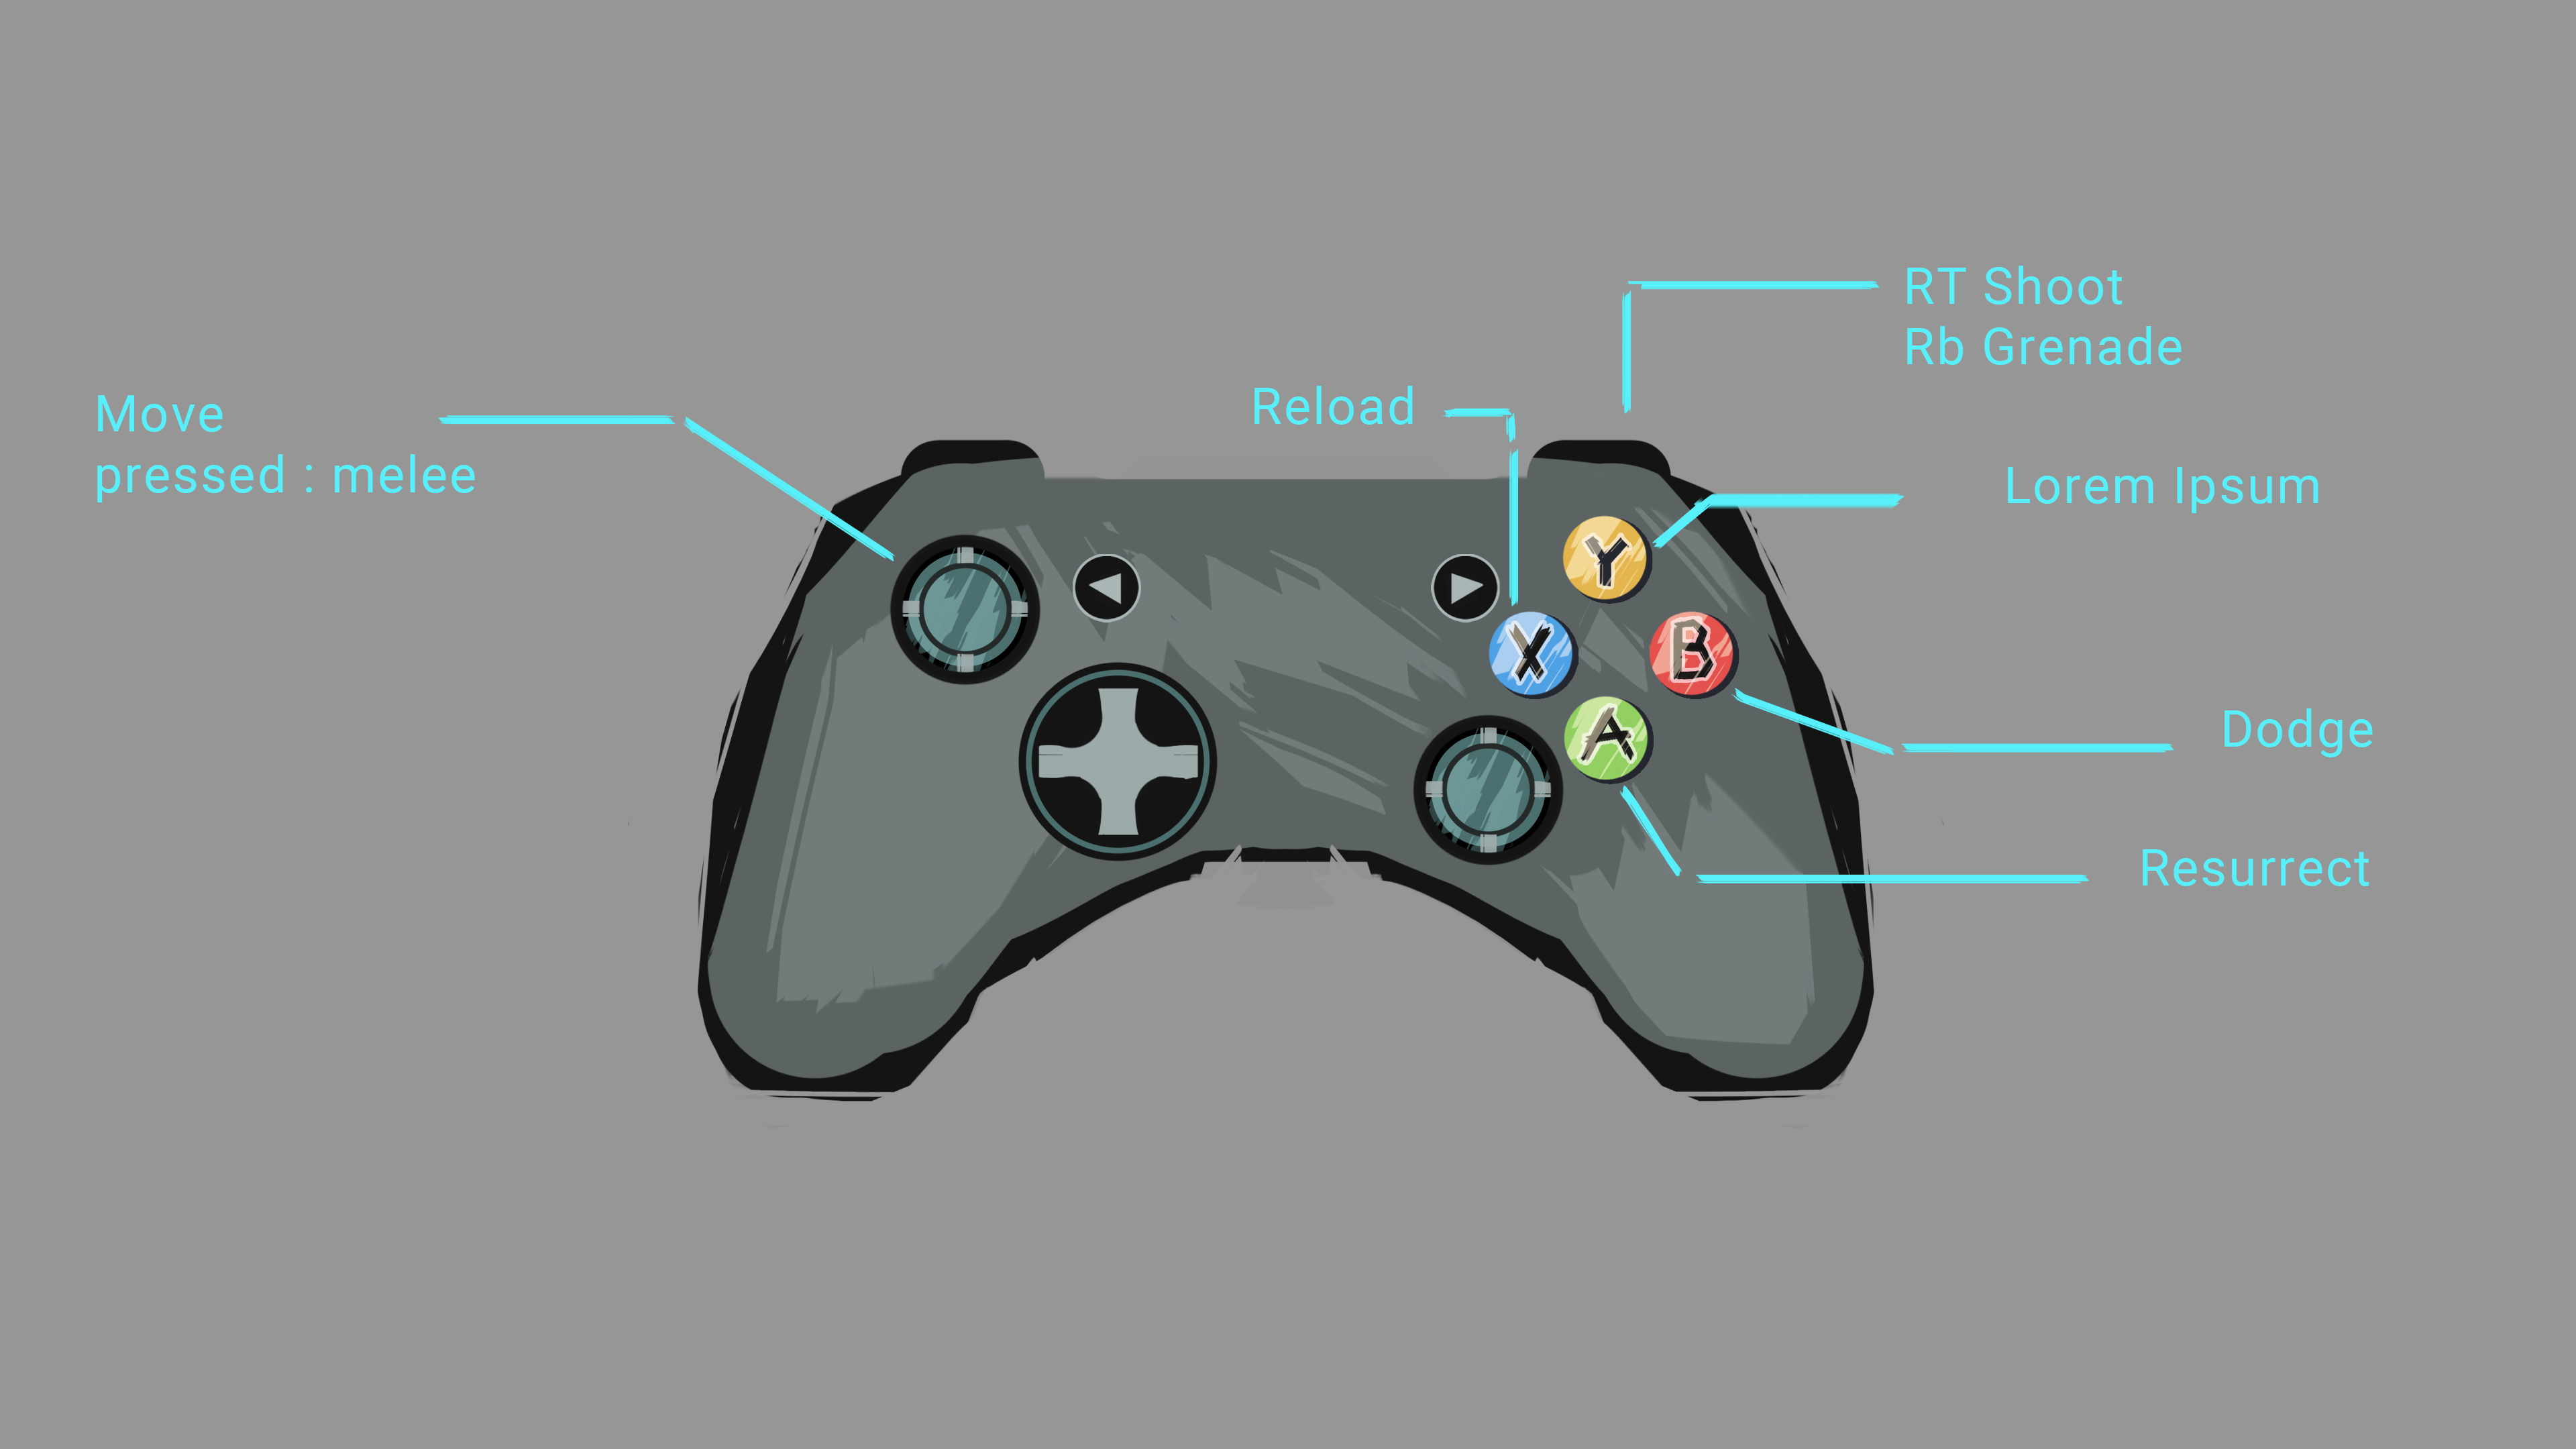 RT Shoot
Rb Grenade
Move
pressed : melee
Reload
Lorem Ipsum
Y
X
B
A
Dodge
Resurrect